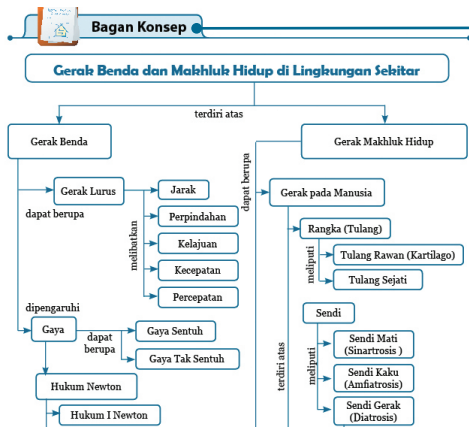 Bagan Konsep
Gerak Benda dan Makhluk Hidup di Lingkungan Sekitar
terdiri atas
Gerak Benda
Gerak Makhluk Hidup
dapat berupa
Gerak Lurus
dapat berupa
melibatkan
Jarak
Perpindahan
Kelajuan
Kecepatan
Percepatan
Gerak pada Manusia
Rangka (Tulang)
meliputi
Tulang Rawan (Kartilago)
Tulang Sejati
dipengaruhi
Gaya
dapat
berupa
Gaya Sentuh
Gaya Tak Sentuh
Hukum Newton
Hukum I Newton
terdiri atas
Sendi
meliputi
Sendi Mati
(Sinartrosis )
Sendi Kaku
(Amfiatrosis)
Sendi Gerak
(Diatrosis)